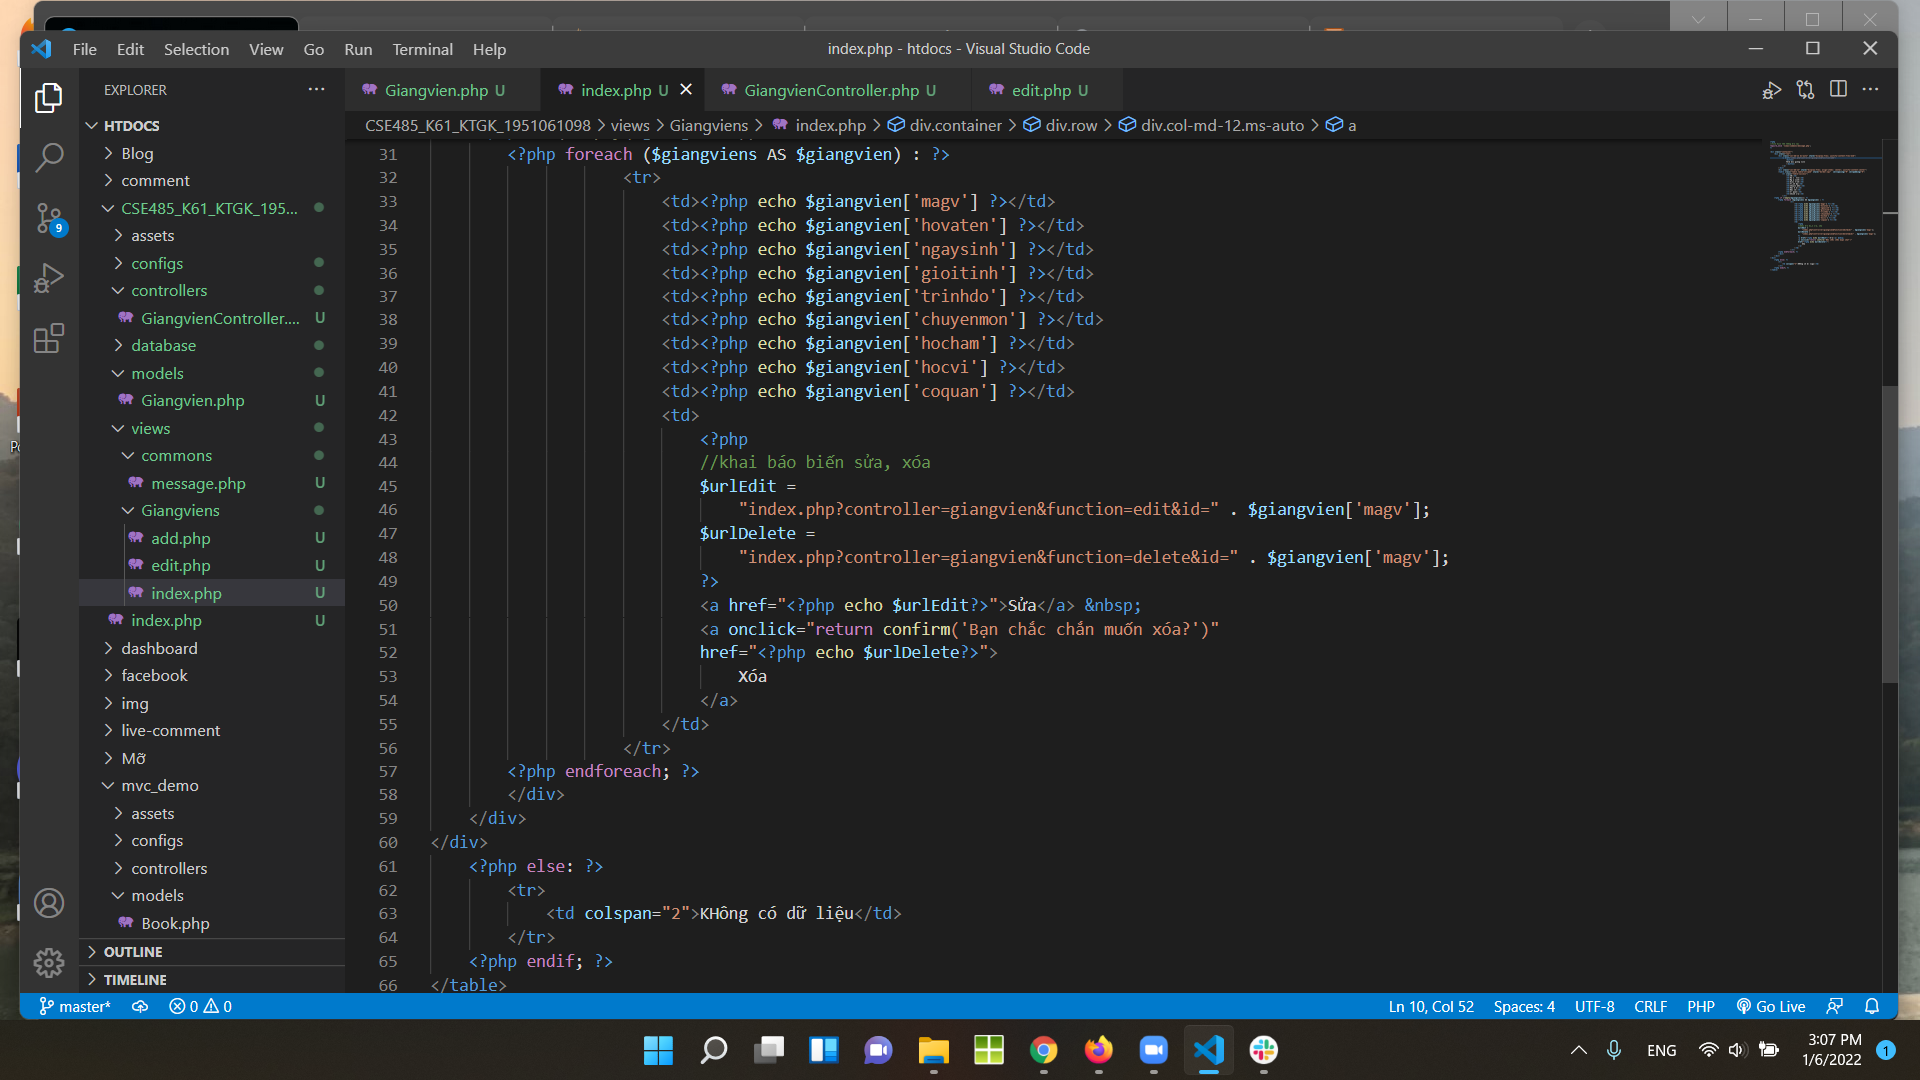 File Edit Selection View Go Run Terminal Help
index.php - htdocs - Visual Studio Code
EXPLORER
HTDOCS
Blog
comment
CSE485_K61_KTGK_195...
assets
configs
controllers
GiangvienController.... U
database
models
Giangvien.php U
views
commons
message.php U
Giangviens
add.php U
edit.php U
index.php U
index.php U
dashboard
facebook
img
live-comment
Mỡ
mvc_demo
assets
configs
controllers
models
Book.php
OUTLINE
TIMELINE
9
Giangvien.php U
index.php U
GiangvienController.php U
edit.php U
CSE485_K61_KTGK_1951061098 > views > Giangviens > index.php > div.container > div.row > div.col-md-12.ms-auto > a
31 <?php foreach ($giangviens AS $giangvien) : ?>
32 <tr>
33 <td><?php echo $giangvien['magv'] ?></td>
34 <td><?php echo $giangvien['hovaten'] ?></td>
35 <td><?php echo $giangvien['ngaysinh'] ?></td>
36 <td><?php echo $giangvien['gioitinh'] ?></td>
37 <td><?php echo $giangvien['trinhdo'] ?></td>
38 <td><?php echo $giangvien['chuyenmon'] ?></td>
39 <td><?php echo $giangvien['hocham'] ?></td>
40 <td><?php echo $giangvien['hocvi'] ?></td>
41 <td><?php echo $giangvien['coquan'] ?></td>
42 <td>
43 <?php
44 //khai báo biến sửa, xóa
45 $urlEdit =
46 "index.php?controller=giangvien&function=edit&id=" . $giangvien['magv'];
47 $urlDelete =
48 "index.php?controller=giangvien&function=delete&id=" . $giangvien['magv'];
49 ?>
50 <a href="<?php echo $urlEdit?>">Sửa</a> &nbsp;
51 <a onclick="return confirm('Bạn chắc chắn muốn xóa?')"
52 href="<?php echo $urlDelete?>">
53 Xóa
54 </a>
55 </td>
56 </tr>
57 <?php endforeach; ?>
58 </div>
59 </div>
60 </div>
61 <?php else: ?>
62 <tr>
63 <td colspan="2">KHông có dữ liệu</td>
64 </tr>
65 <?php endif; ?>
66 </table>
master* 0 0
Ln 10, Col 52 Spaces: 4 UTF-8 CRLF PHP Go Live
ENG
3:07 PM
1/6/2022
1